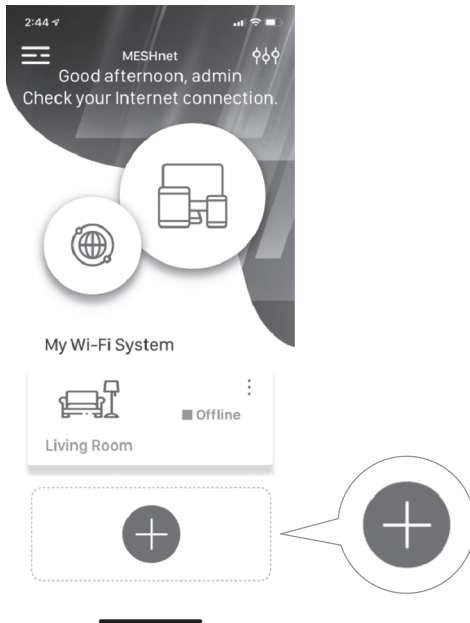 2:44
MESHnet
Good afternoon, admin
Check your Internet connection.
My Wi-Fi System
Offline
Living Room